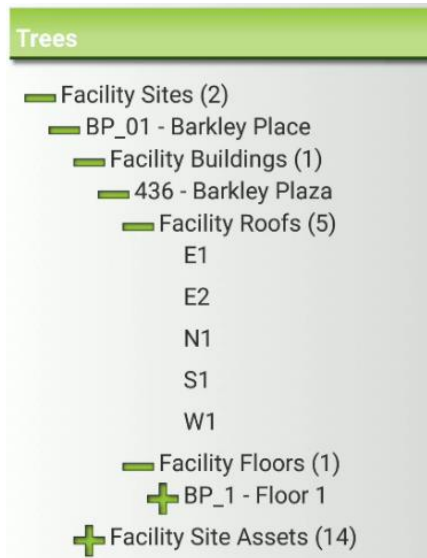 Trees
Facility Sites (2)
BP_01 - Barkley Place
Facility Buildings (1)
436 - Barkley Plaza
Facility Roofs (5)
E1
E2
N1
S1
W1
Facility Floors (1)
BP_1 - Floor 1
Facility Site Assets (14)